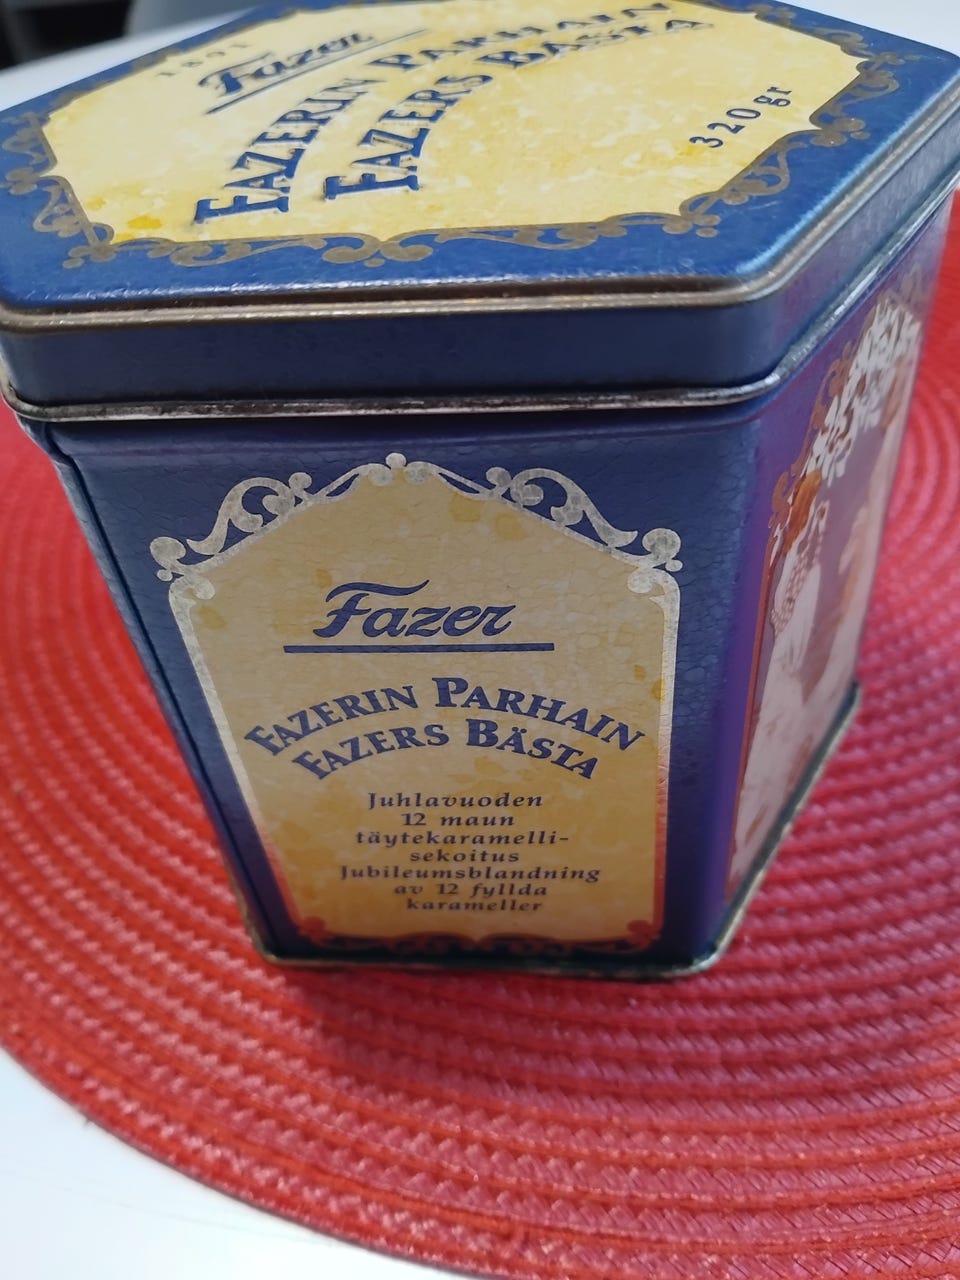 1891
Fazer
FAZERIN PARHAIN
FAZERS BÄSTA
320 gr
Fazer
FAZERIN PARHAIN
FAZERS BÄSTA
Juhlavuoden
12 maun
täytekaramelli-
sekoitus
Jubileumsblandning
av 12 fyllda
karameller